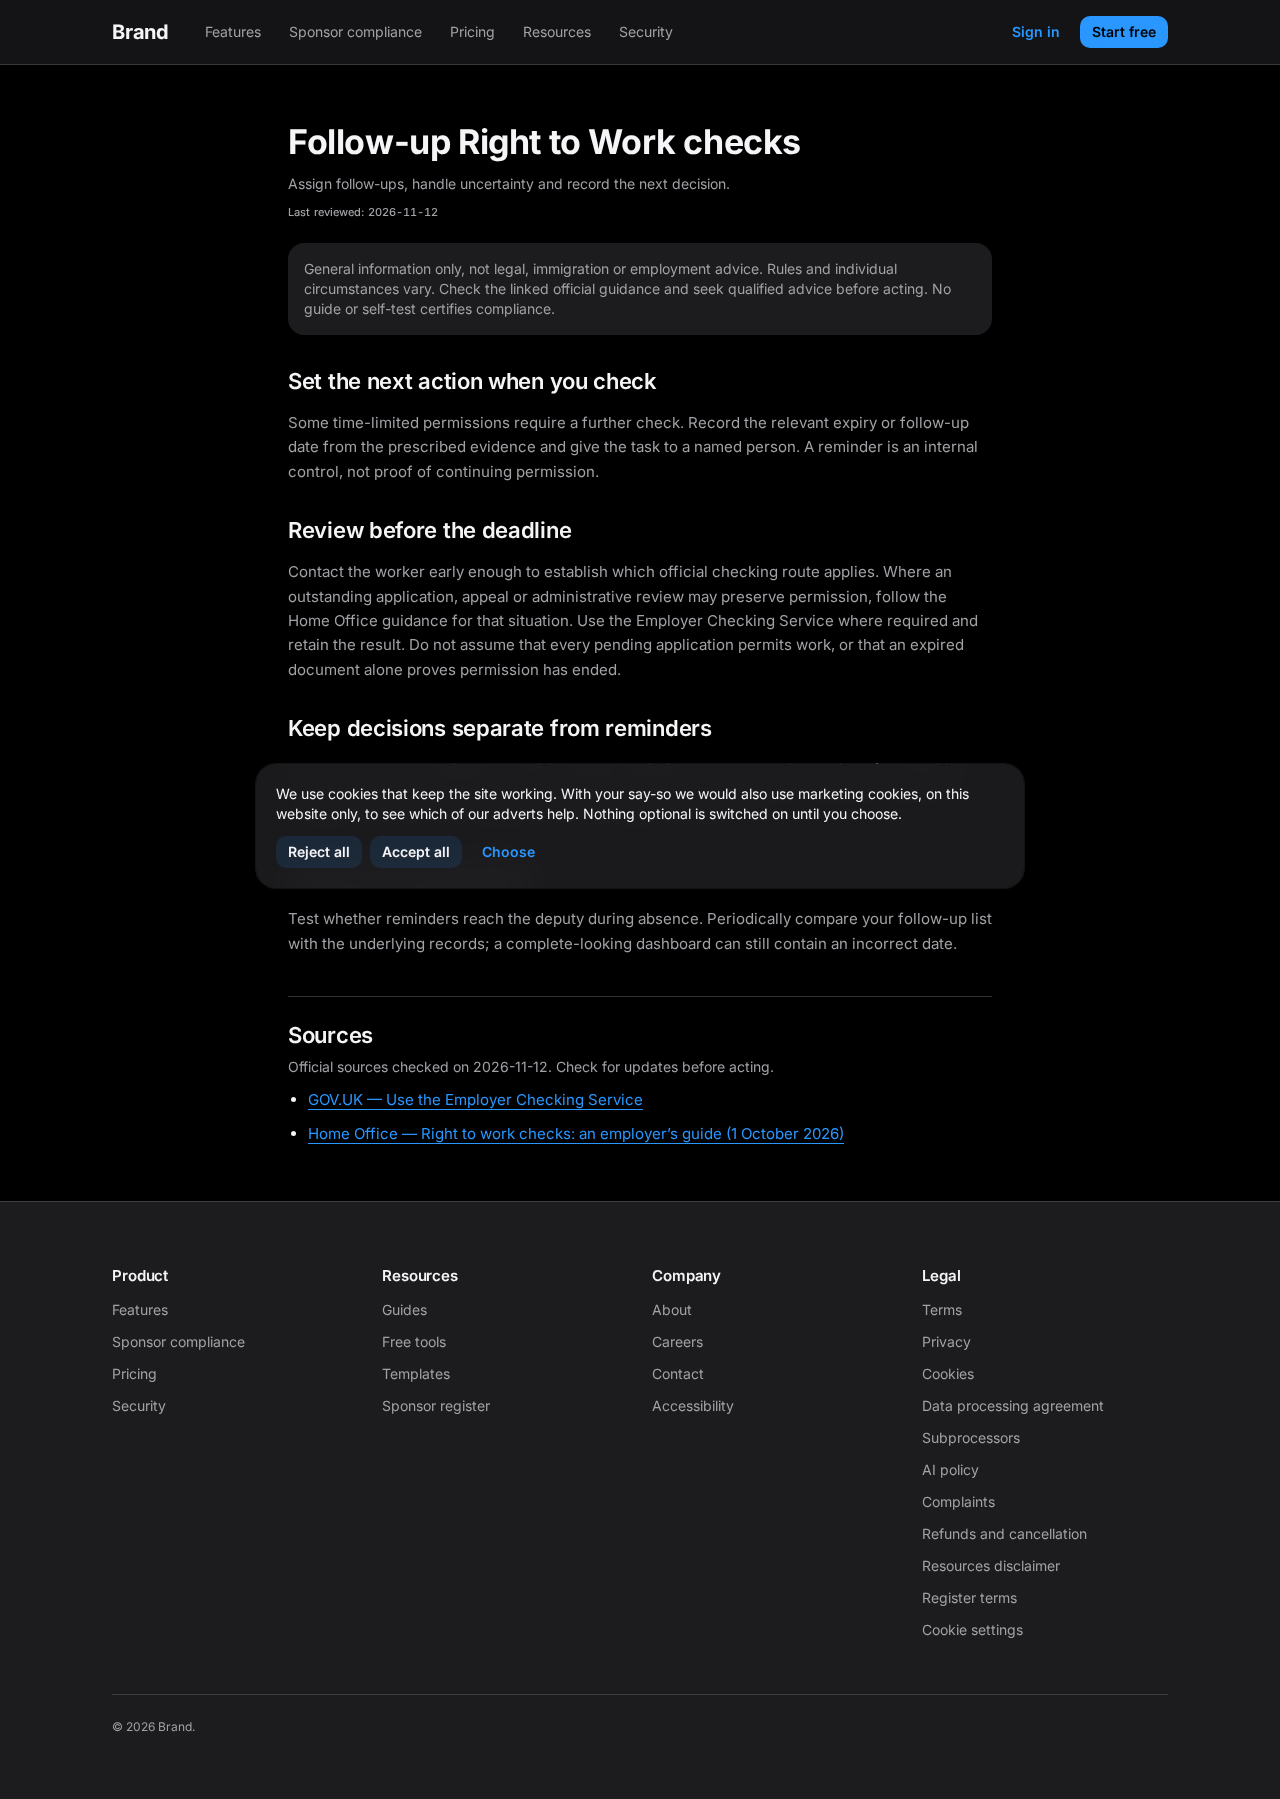 Brand
Features
Sponsor compliance
Pricing
Resources
Security
Sign in
Start free
Follow-up Right to Work checks
Assign follow-ups, handle uncertainty and record the next decision.
Last reviewed: 2026-11-12
General information only, not legal, immigration or employment advice. Rules and individual
circumstances vary. Check the linked official guidance and seek qualified advice before acting. No
guide or self-test certifies compliance.
Set the next action when you check
Some time-limited permissions require a further check. Record the relevant expiry or follow-up
date from the prescribed evidence and give the task to a named person. A reminder is an internal
control, not proof of continuing permission.
Review before the deadline
Contact the worker early enough to establish which official checking route applies. Where an
outstanding application, appeal or administrative review may preserve permission, follow the
Home Office guidance for that situation. Use the Employer Checking Service where required and
retain the result. Do not assume that every pending application permits work, or that an expired
document alone proves permission has ended.
Keep decisions separate from reminders
We use cookies that keep the site working. With your say-so we would also use marketing cookies, on this
website only, to see which of our adverts help. Nothing optional is switched on until you choose.
Reject all
Accept all
Choose
Test whether reminders reach the deputy during absence. Periodically compare your follow-up list
with the underlying records; a complete-looking dashboard can still contain an incorrect date.
Sources
Official sources checked on 2026-11-12. Check for updates before acting.
GOV.UK — Use the Employer Checking Service
Home Office — Right to work checks: an employer’s guide (1 October 2026)
Product
Features
Sponsor compliance
Pricing
Security
Resources
Guides
Free tools
Templates
Sponsor register
Company
About
Careers
Contact
Accessibility
Legal
Terms
Privacy
Cookies
Data processing agreement
Subprocessors
AI policy
Complaints
Refunds and cancellation
Resources disclaimer
Register terms
Cookie settings
© 2026 Brand.